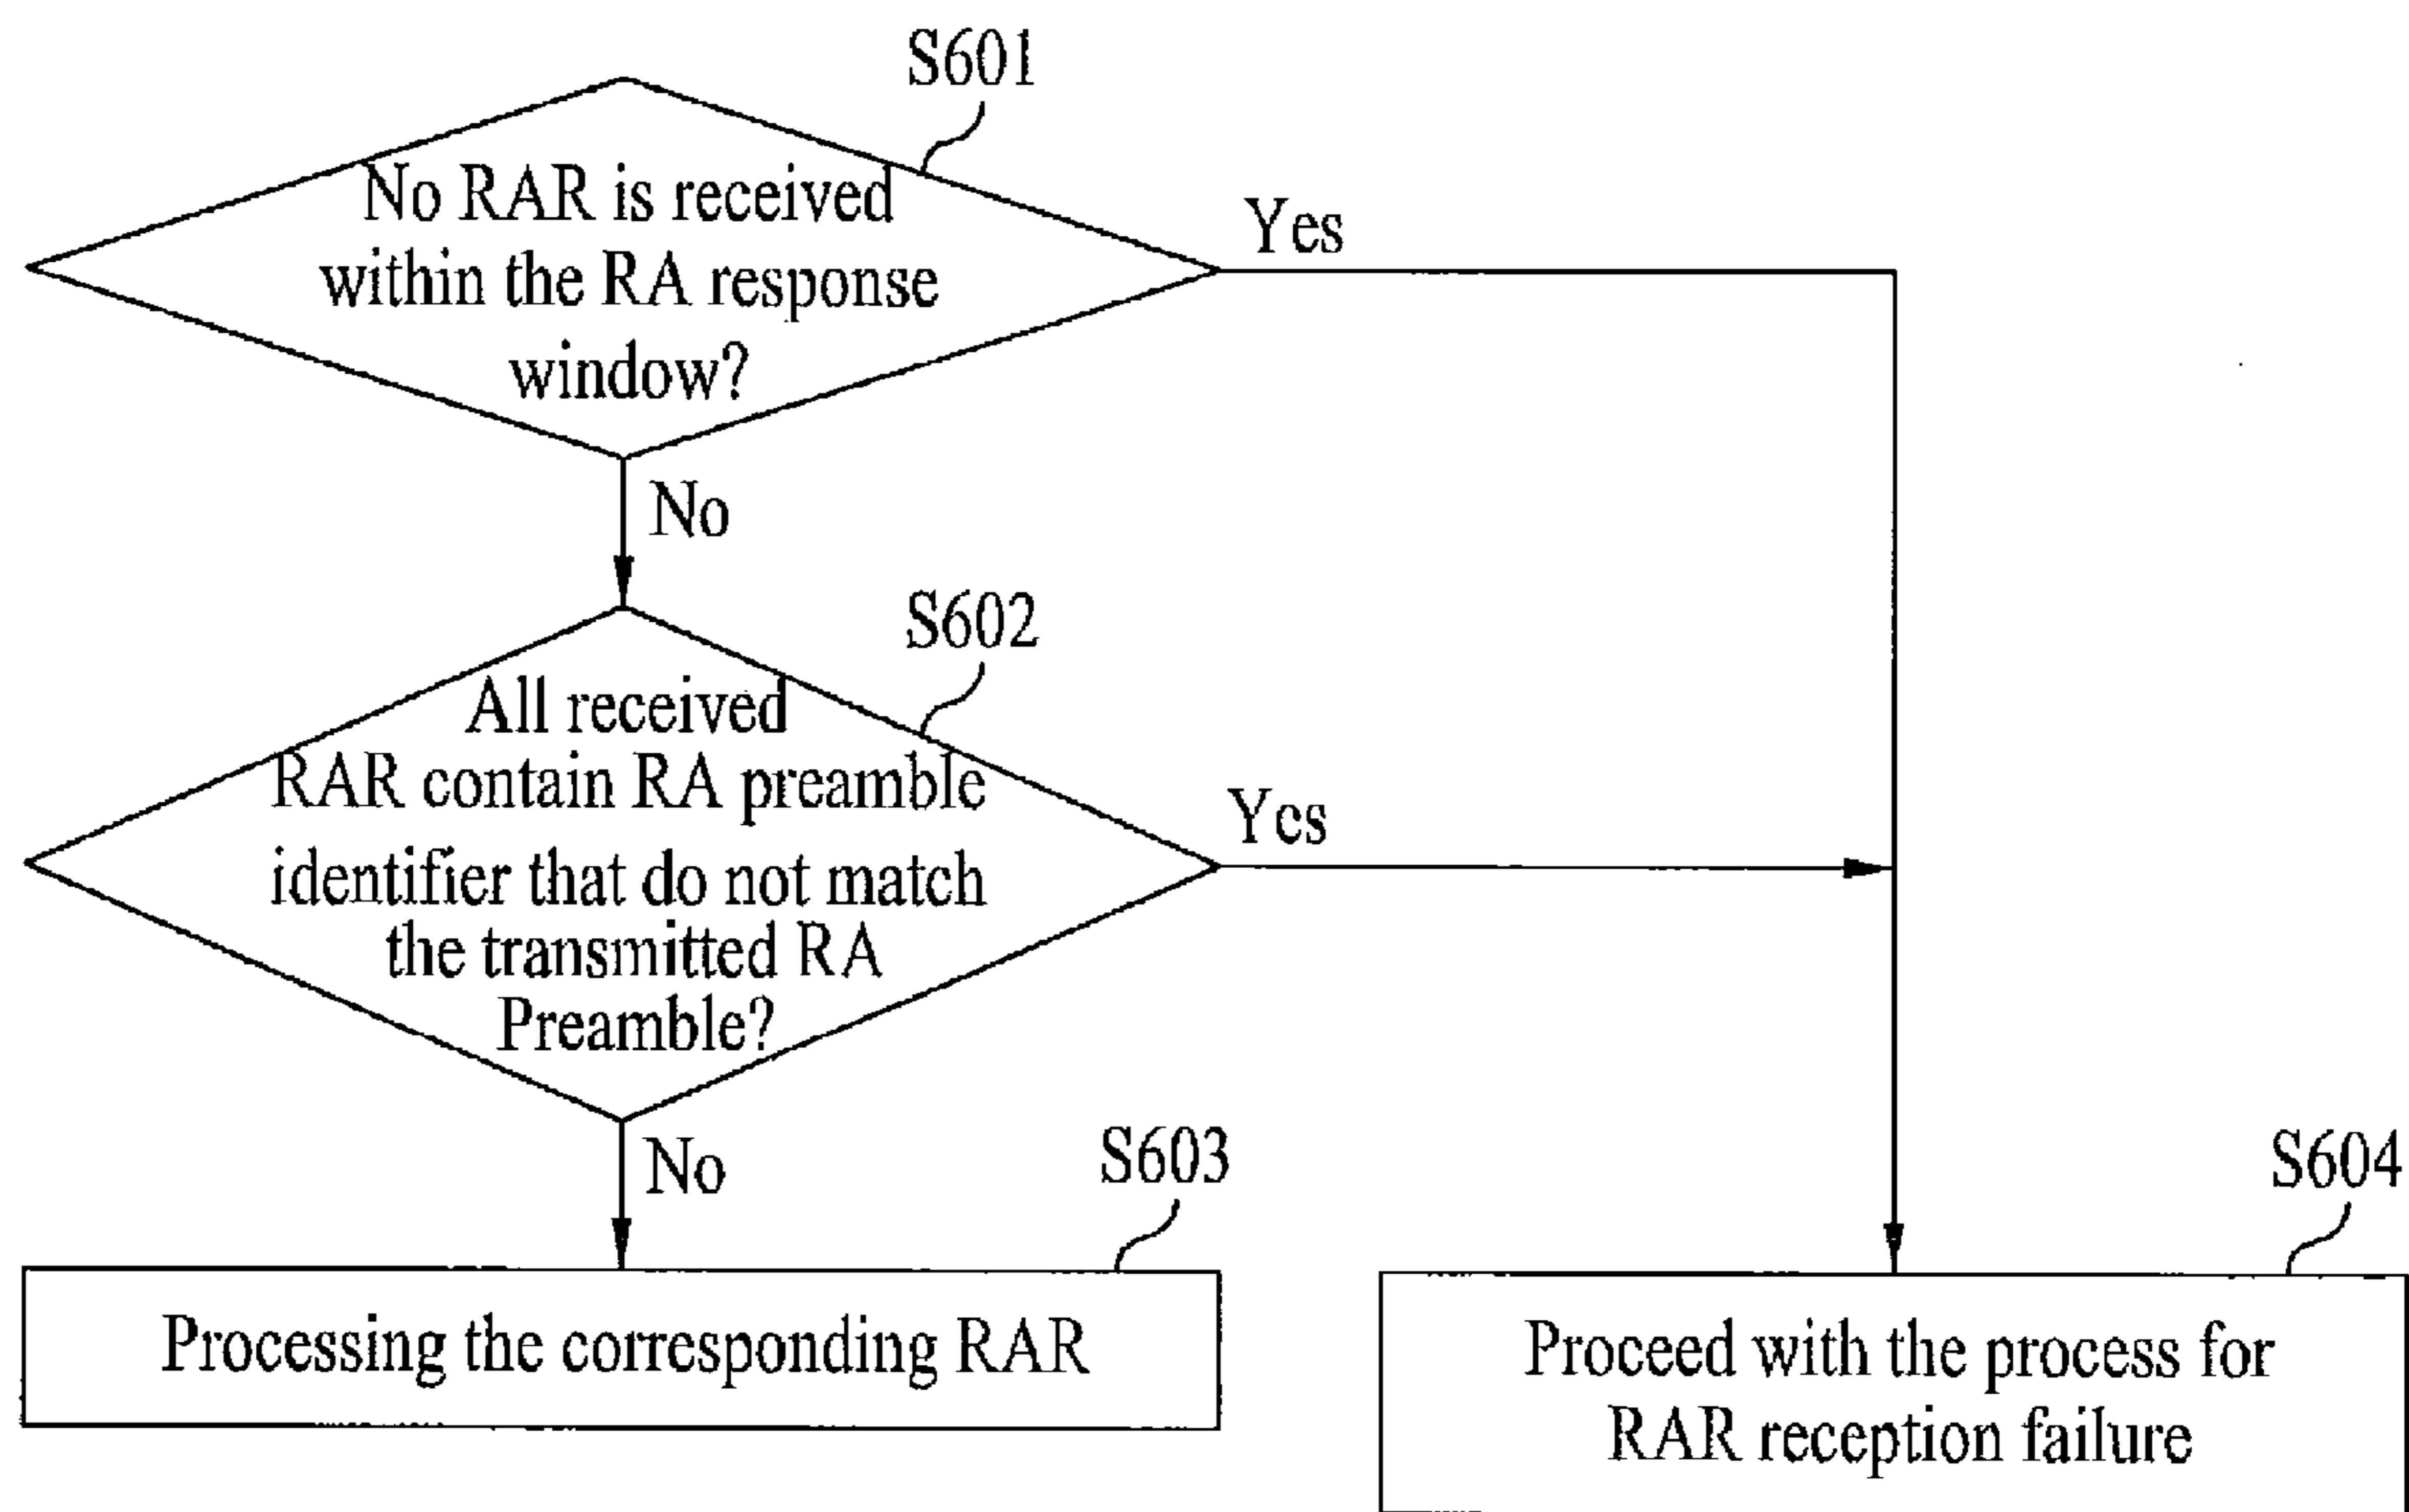 S601
No RAR is received
within the RA response
window?
Yes
No
S602
All received
RAR contain RA preamble
identifier that do not match
the transmitted RA
Preamble?
Yes
No
S603
Processing the corresponding RAR
S604
Proceed with the process for
RAR reception failure